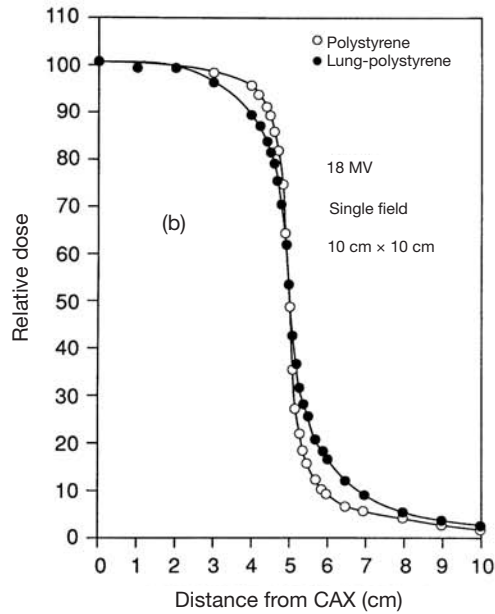 110
100
90
80
70
60
50
40
30
20
10
0
Relative dose
Polystyrene
Lung-polystyrene
18 MV
(b)
Single field
10 cm × 10 cm
0 1 2 3 4 5 6 7 8 9 10
Distance from CAX (cm)